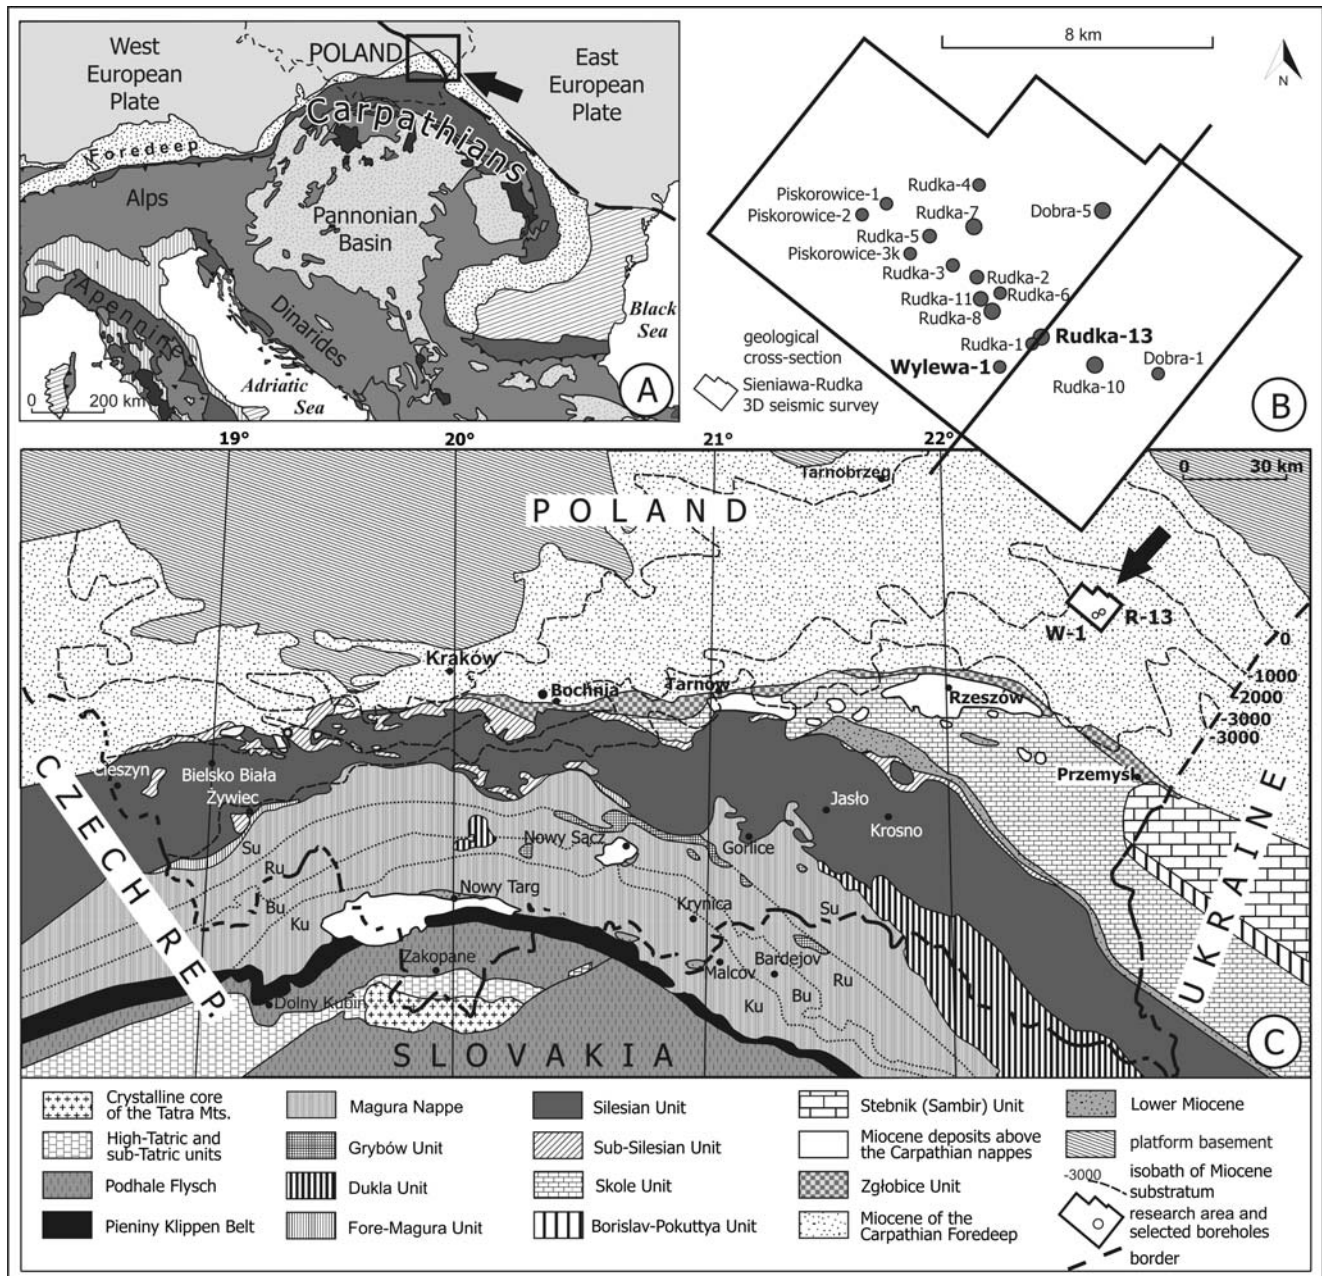 West
European
Plate
POLAND
East
European
Plate
Carpathians
Foredeep
Alps
Pannonian
Basin
Apennines
Dinarides
Adriatic
Sea
Black
Sea
0
200 km
A
8 km
N
Piskorowice-1
Rudka-4
Piskorowice-2
Rudka-7
Dobra-5
Rudka-5
Piskorowice-3k
Rudka-3
Rudka-2
Rudka-11
Rudka-6
Rudka-8
Rudka-1
Rudka-13
Wylewa-1
Rudka-10
Dobra-1
geological
cross-section
Sieniawa-Rudka
3D seismic survey
B
19°
20°
21°
22°
0
30 km
Tarnobrzeg
POLAND
W-1
R-13
0
-1000
-2000
-3000
-3000
Kraków
Bochnia
Tarnów
Rzeszów
Przemyśl
Cieszyn
Bielsko Biała
Żywiec
Jasło
Krosno
Nowy Sącz
Gorlice
Su
Ru
Bu
Ku
Nowy Targ
Krynica
Su
Zakopane
Malcov
Bardejov
Ru
Bu
Ku
Dolny Kubin
CZECH REP.
SLOVAKIA
UKRAINE
C
Crystalline core
of the Tatra Mts.
High-Tatric and
sub-Tatric units
Podhale Flysch
Pieniny Klippen Belt
Magura Nappe
Grybów Unit
Dukla Unit
Fore-Magura Unit
Silesian Unit
Sub-Silesian Unit
Skole Unit
Borislav-Pokuttya Unit
Stebnik (Sambir) Unit
Miocene deposits above
the Carpathian nappes
Zgłobice Unit
Miocene of the
Carpathian Foredeep
Lower Miocene
platform basement
-3000
isobath of Miocene
substratum
research area and
selected boreholes
border